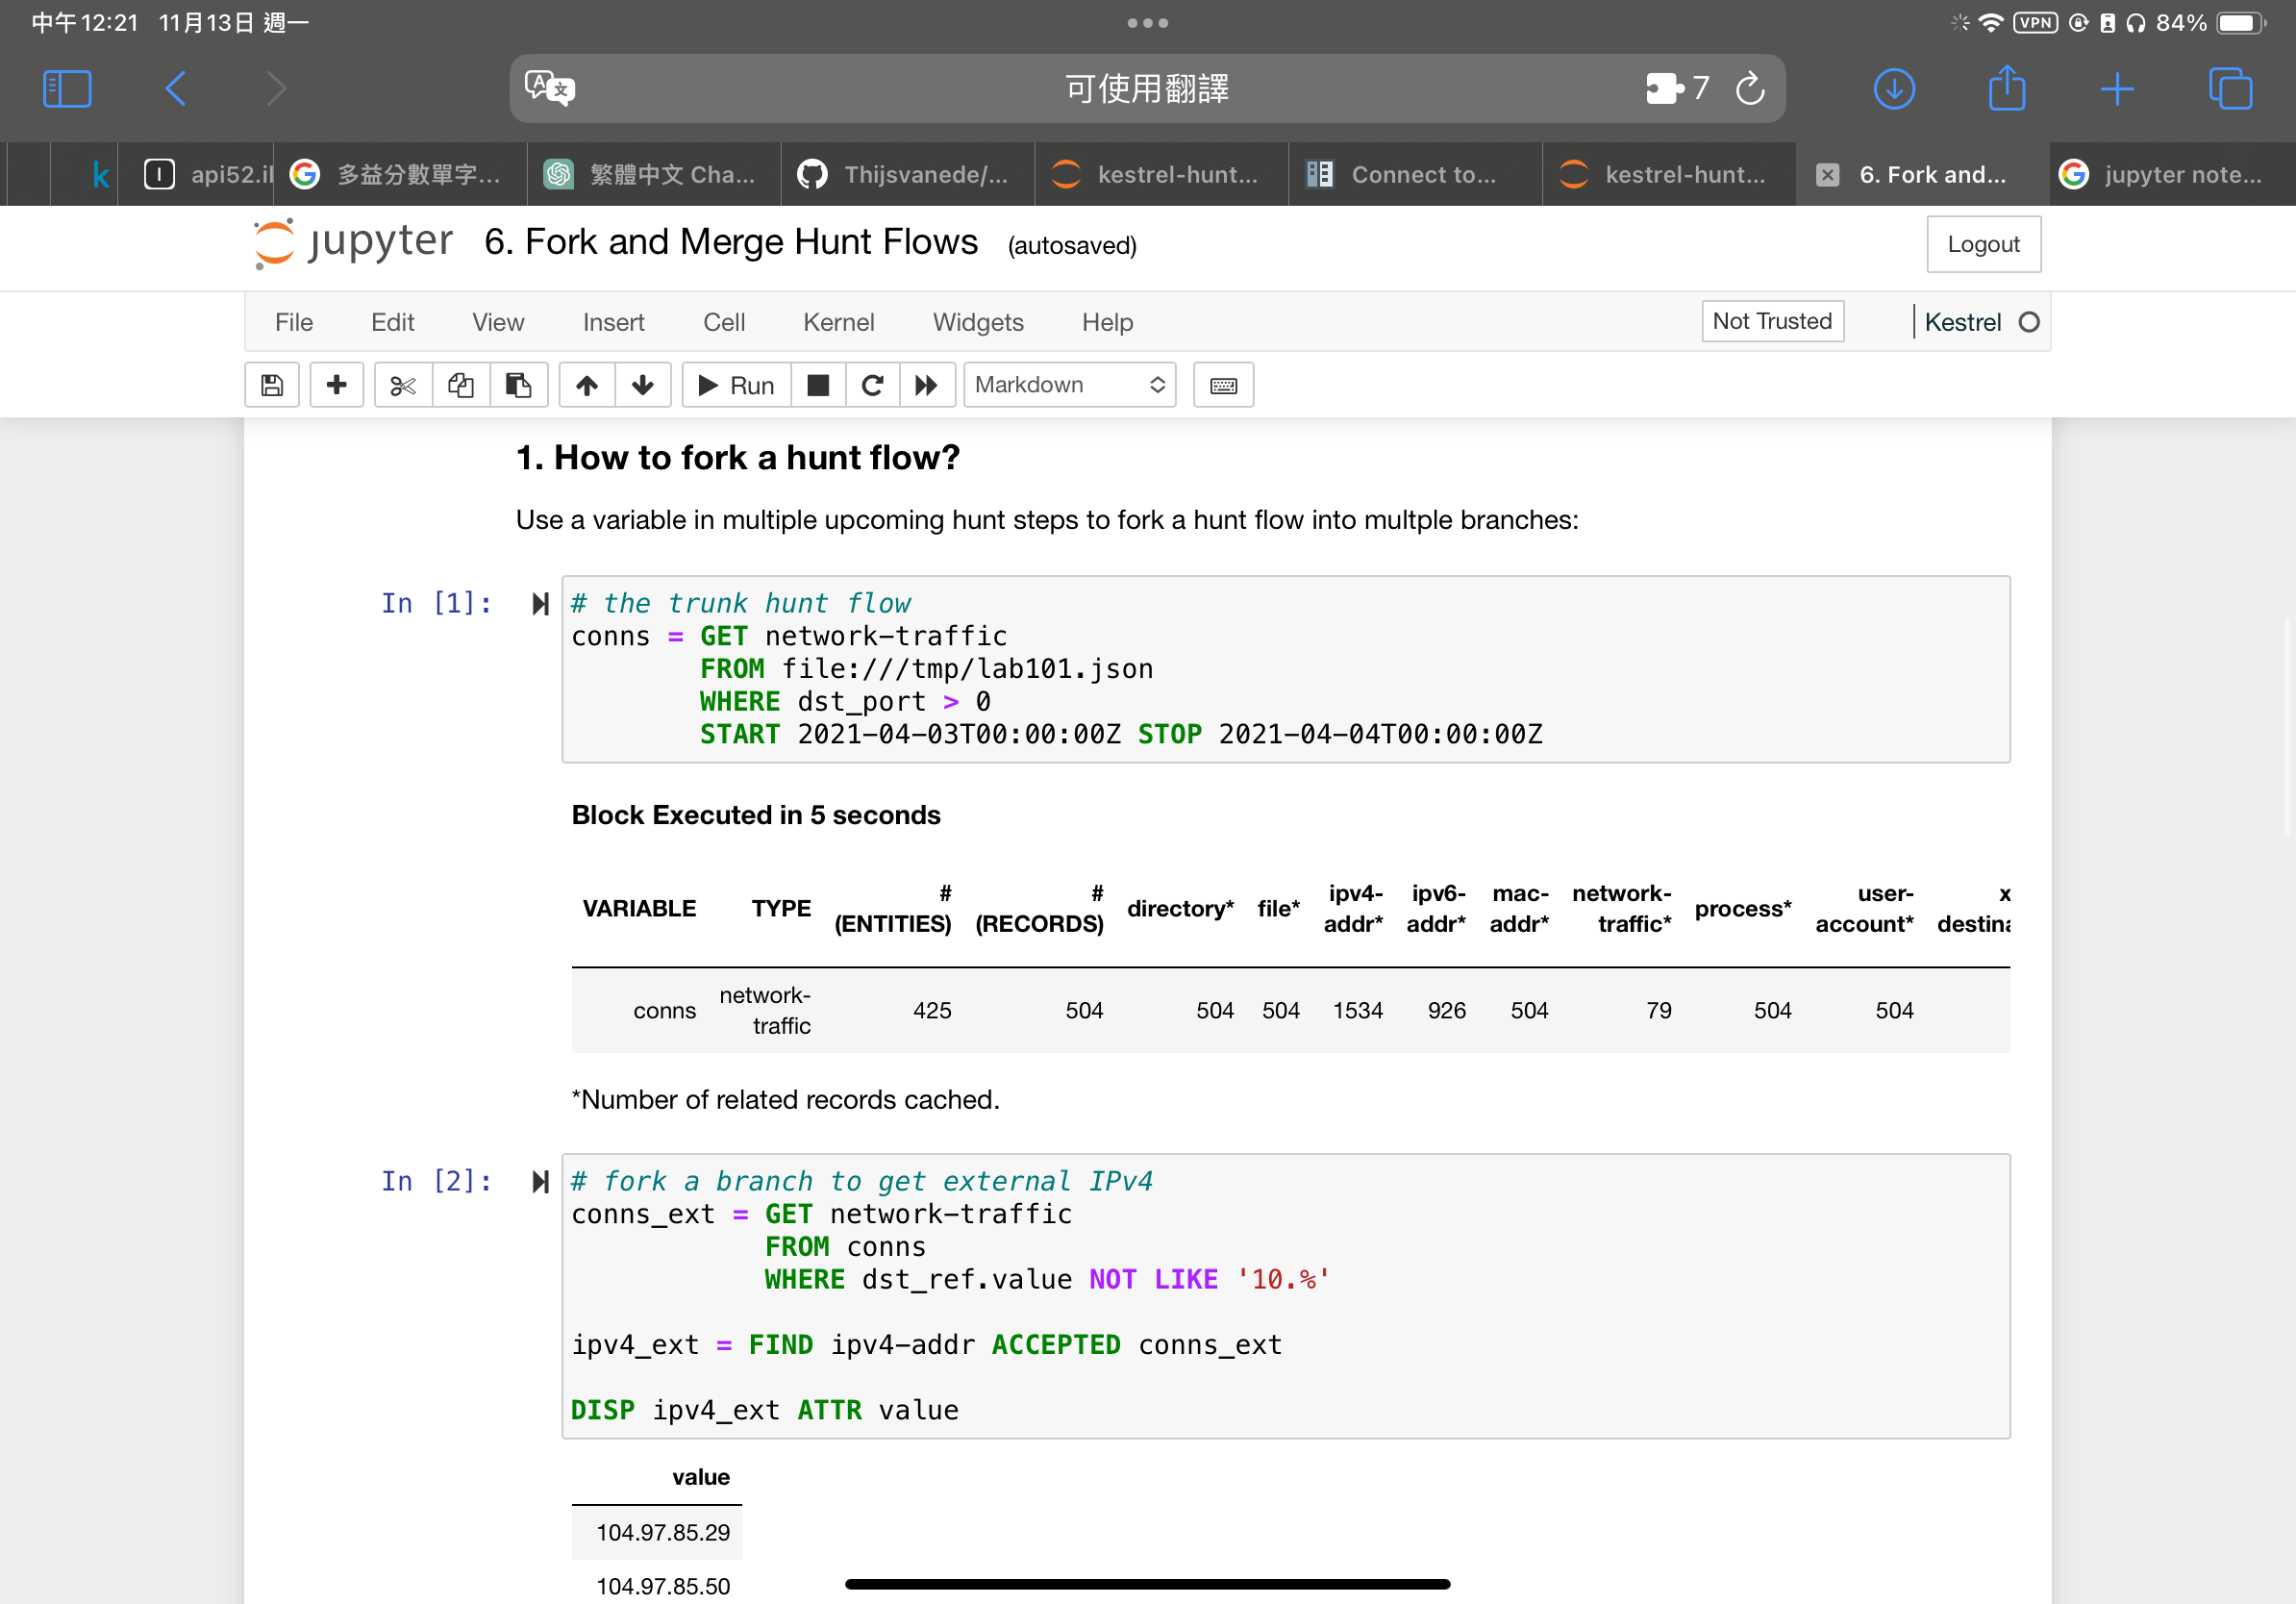 中午12:21 11月13日 週一
VPN 84%
可使用翻譯
7
k
api52.il
多益分數單字...
繁體中文 Cha...
Thijsvanede/...
kestrel-hunt...
Connect to...
kestrel-hunt...
6. Fork and...
jupyter note...
jupyter 6. Fork and Merge Hunt Flows (autosaved)
Logout
File Edit View Insert Cell Kernel Widgets Help
Not Trusted
Kestrel
Run
Markdown
1. How to fork a hunt flow?
Use a variable in multiple upcoming hunt steps to fork a hunt flow into multple branches:
In [1]:
# the trunk hunt flow
conns = GET network-traffic
FROM file:///tmp/lab101.json
WHERE dst_port > 0
START 2021-04-03T00:00:00Z STOP 2021-04-04T00:00:00Z
Block Executed in 5 seconds
VARIABLE TYPE # (ENTITIES) # (RECORDS) directory* file* ipv4-addr* ipv6-addr* mac-addr* network-traffic* process* user-account* x destina
conns network-traffic 425 504 504 504 1534 926 504 79 504 504
*Number of related records cached.
In [2]:
# fork a branch to get external IPv4
conns_ext = GET network-traffic
FROM conns
WHERE dst_ref.value NOT LIKE '10.%'
ipv4_ext = FIND ipv4-addr ACCEPTED conns_ext
DISP ipv4_ext ATTR value
value
104.97.85.29
104.97.85.50